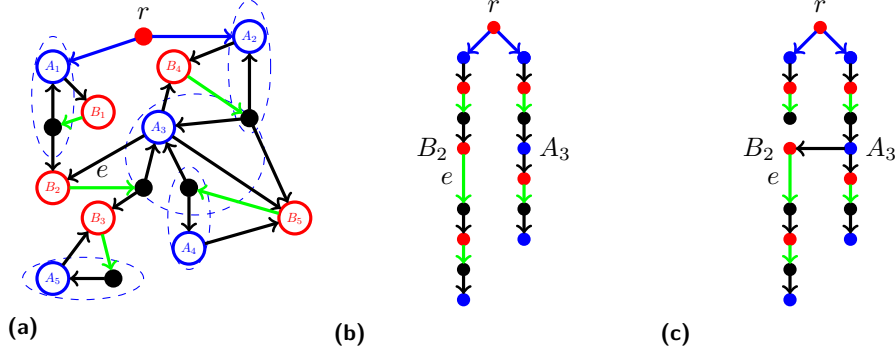 r
A₁
A₂
B₄
B₁
A₃
B₂
e
B₃
B₅
A₄
A₅
(a)
r
B₂
A₃
e
(b)
r
B₂
A₃
e
(c)